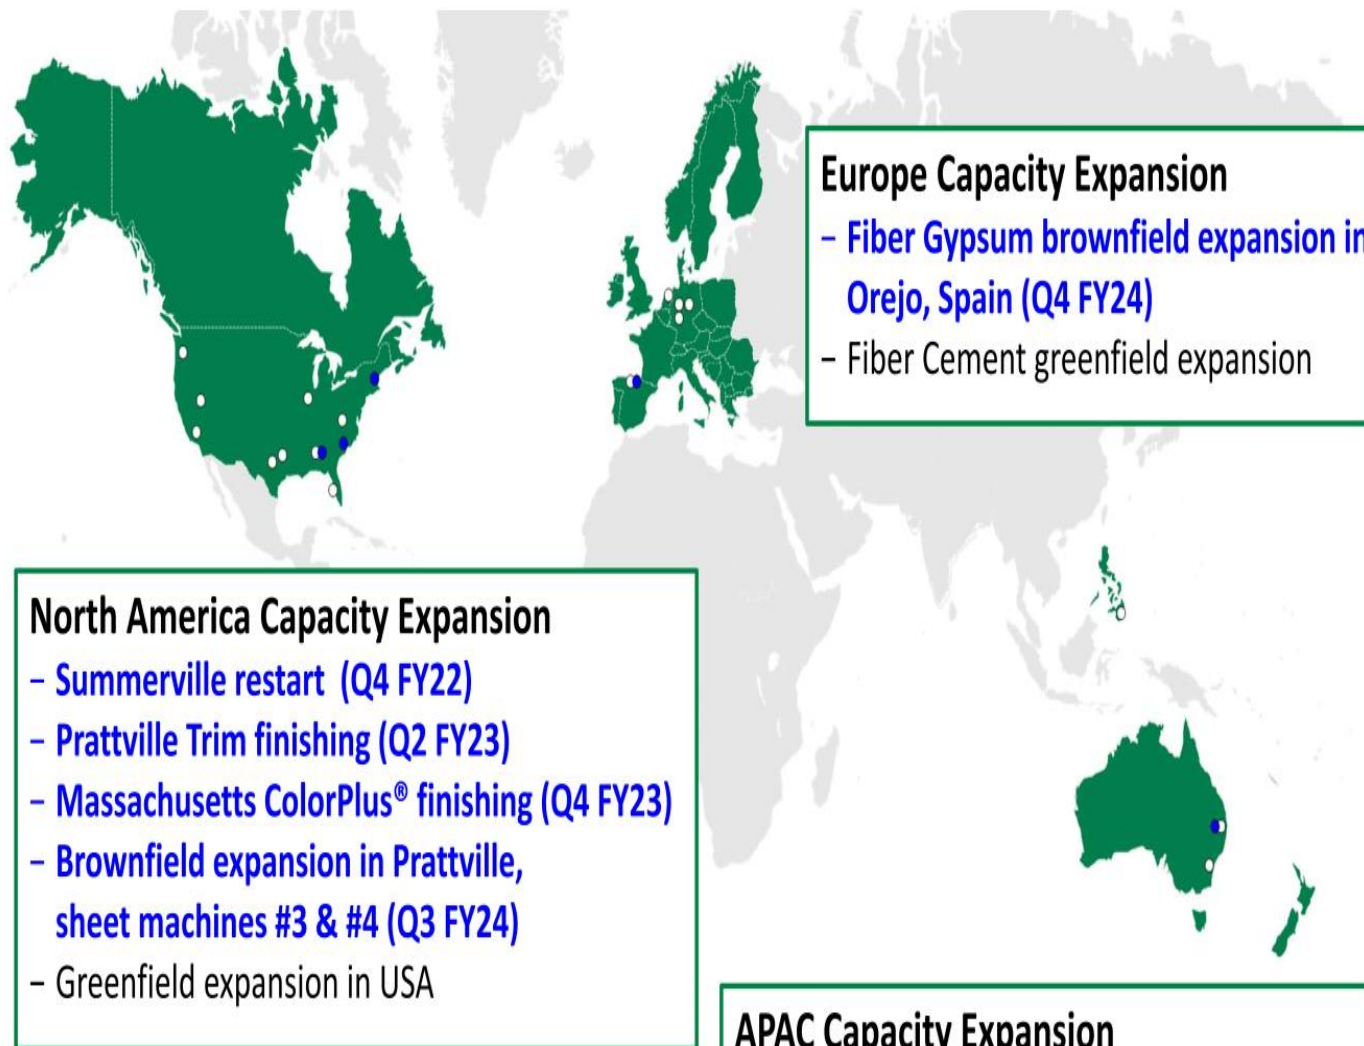 Europe Capacity Expansion
– Fiber Gypsum brownfield expansion in
Orejo, Spain (Q4 FY24)
– Fiber Cement greenfield expansion
North America Capacity Expansion
– Summerville restart (Q4 FY22)
– Prattville Trim finishing (Q2 FY23)
– Massachusetts ColorPlus® finishing (Q4 FY23)
– Brownfield expansion in Prattville,
sheet machines #3 & #4 (Q3 FY24)
– Greenfield expansion in USA
APAC Capacity Expansion